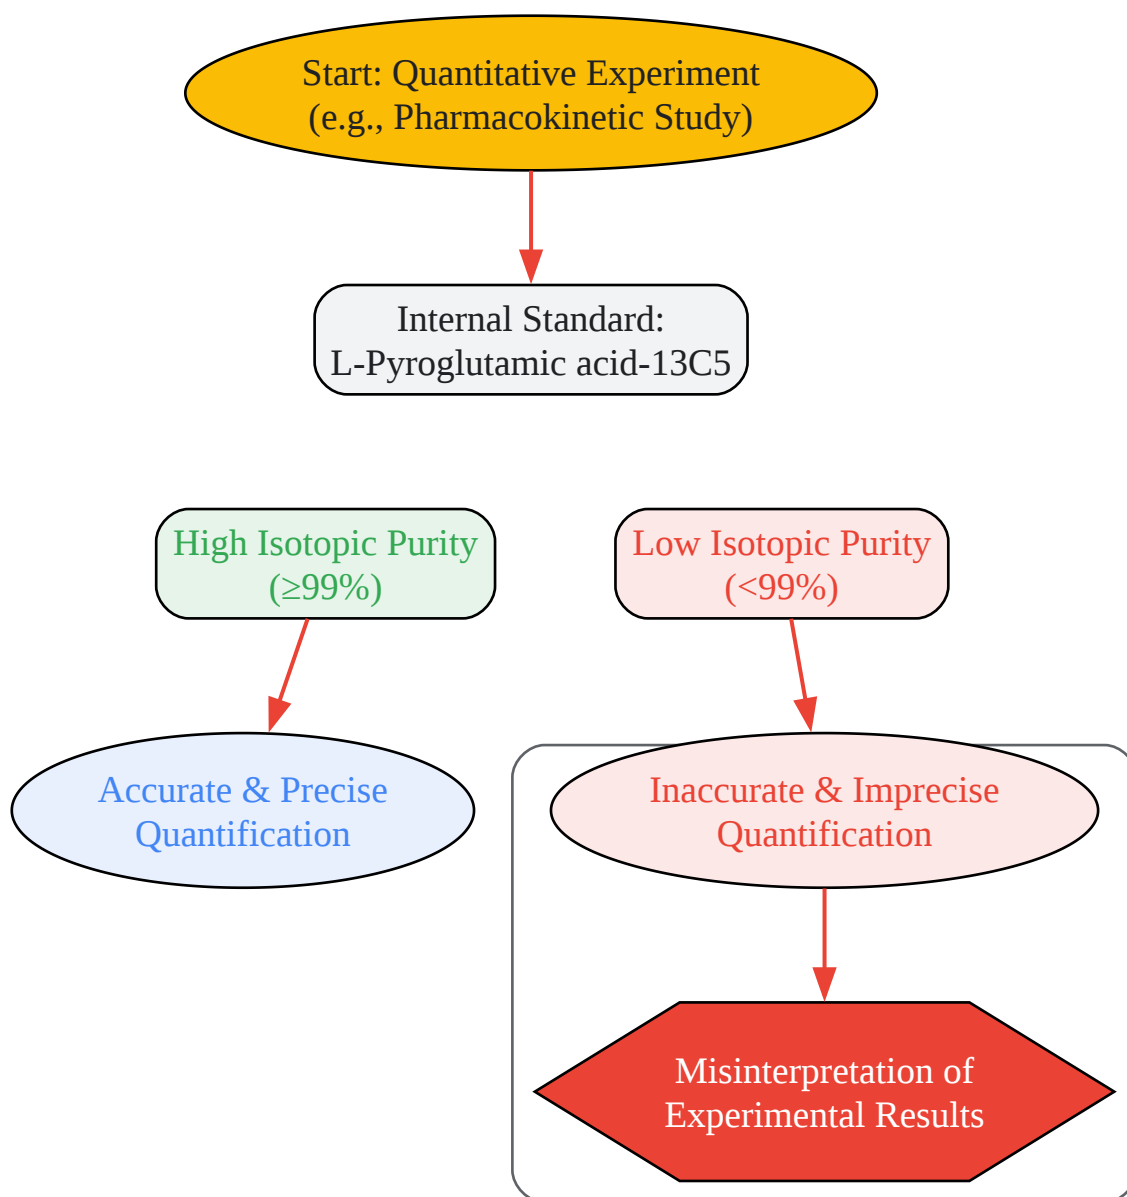 Start: Quantitative Experiment
(e.g., Pharmacokinetic Study)
Internal Standard:
L-Pyroglutamic acid-13C5
High Isotopic Purity
(≥99%)
Low Isotopic Purity
(<99%)
Accurate & Precise
Quantification
Inaccurate & Imprecise
Quantification
Misinterpretation of
Experimental Results